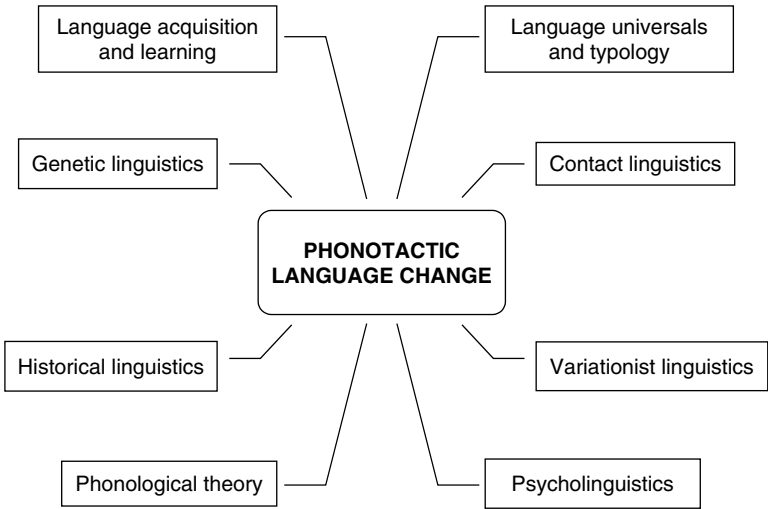 Language acquisition
and learning
Language universals
and typology
Genetic linguistics
Contact linguistics
PHONOTACTIC
LANGUAGE CHANGE
Historical linguistics
Variationist linguistics
Phonological theory
Psycholinguistics